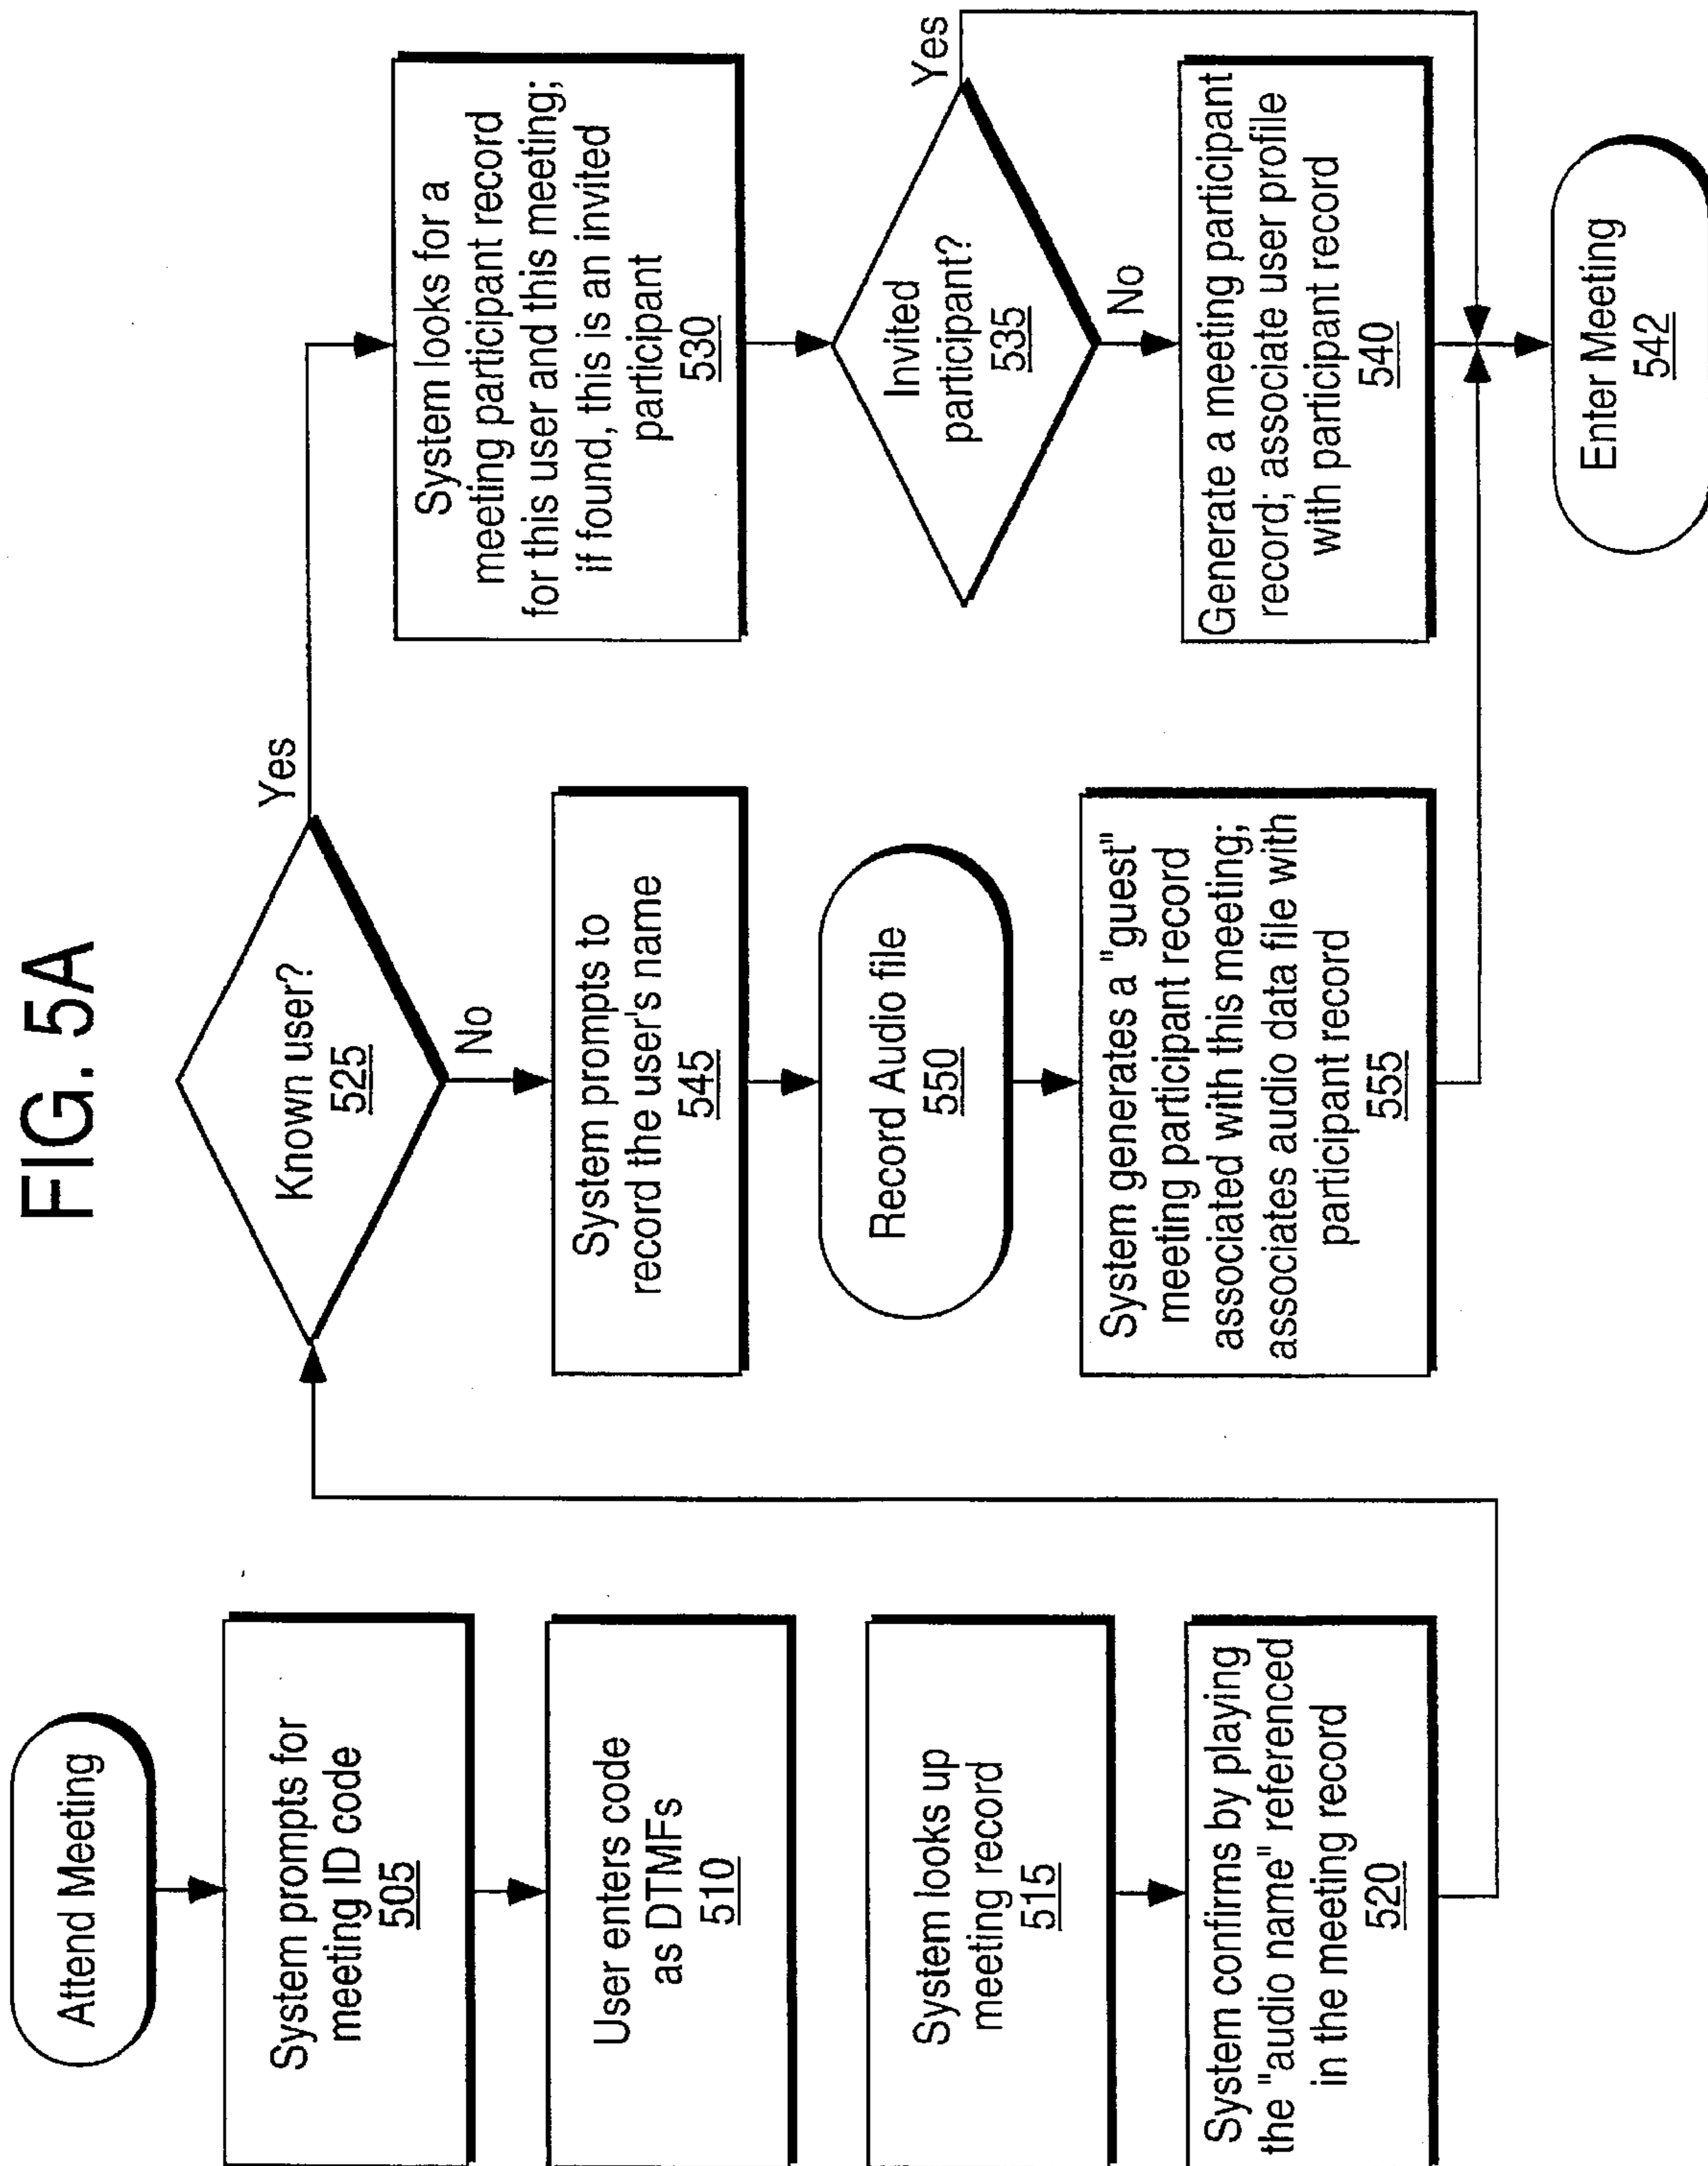 FIG. 5A
Attend Meeting
System prompts for
meeting ID code
505
User enters code
as DTMFs
510
System looks up
meeting record
515
System confirms by playing
the "audio name" referenced
in the meeting record
520
Known user?
525
Yes
No
System prompts to
record the user's name
545
Record Audio file
550
System generates a "guest"
meeting participant record
associated with this meeting;
associates audio data file with
participant record
555
System looks for a
meeting participant record
for this user and this meeting;
if found, this is an invited
participant
530
Invited
participant?
535
Yes
No
Generate a meeting participant
record; associate user profile
with participant record
540
Enter Meeting
542